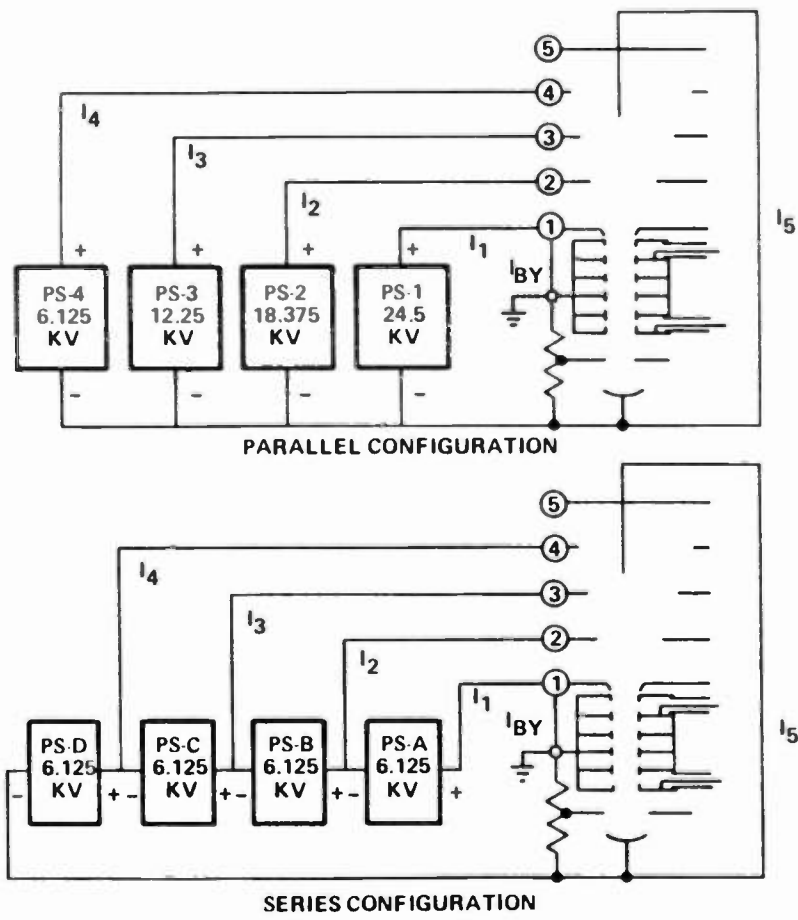 5
4
I4
3
I3
2
I2
1
I1
IBY
I5
+ + + +
PS-4 PS-3 PS-2 PS-1
6.125 12.25 18.375 24.5
KV KV KV KV
- - - -
PARALLEL CONFIGURATION
5
4
I4
3
I3
2
I2
1
I1
IBY
I5
PS-D PS-C PS-B PS-A
6.125 6.125 6.125 6.125
KV KV KV KV
- + - + - + - +
SERIES CONFIGURATION